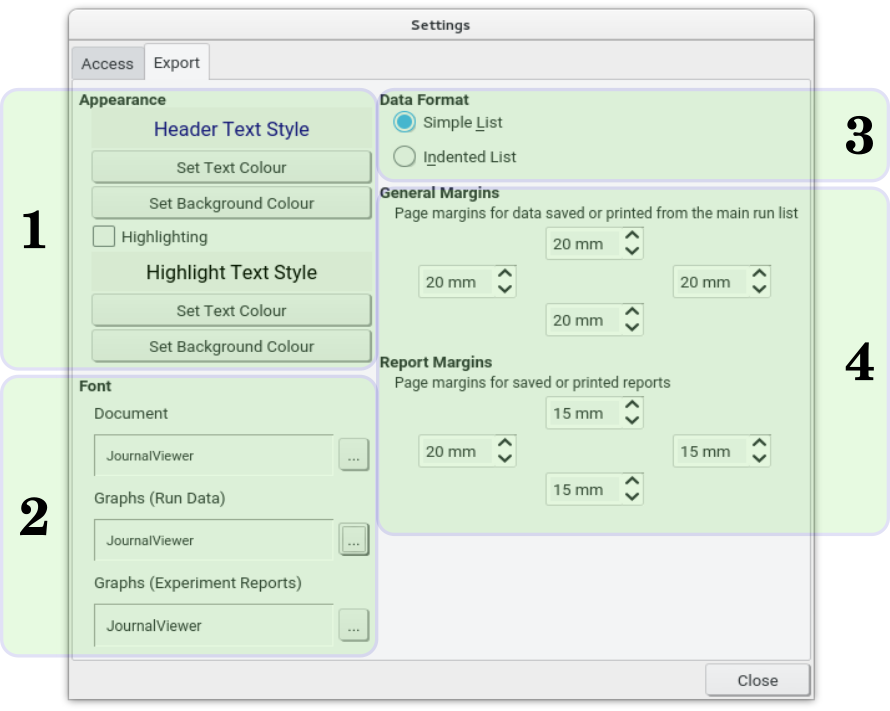 Settings
Access
Export
1
Appearance
Header Text Style
Set Text Colour
Set Background Colour
Highlighting
Highlight Text Style
Set Text Colour
Set Background Colour
2
Font
Document
JournalViewer
...
Graphs (Run Data)
JournalViewer
...
Graphs (Experiment Reports)
JournalViewer
...
3
Data Format
Simple List
Indented List
4
General Margins
Page margins for data saved or printed from the main run list
20 mm
20 mm
20 mm
20 mm
Report Margins
Page margins for saved or printed reports
15 mm
20 mm
15 mm
15 mm
Close